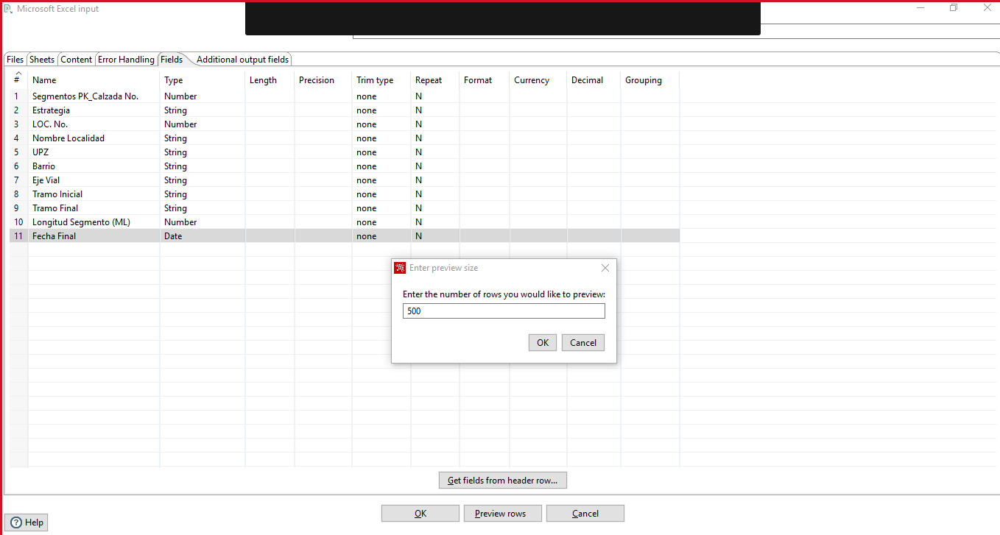 Microsoft Excel input
Files Sheets Content Error Handling Fields Additional output fields
# Name Type Length Precision Trim type Repeat Format Currency Decimal Grouping
1 Segmentos PK_Calzada No. Number none N
2 Estrategia String none N
3 LOC. No. Number none N
4 Nombre Localidad String none N
5 UPZ String none N
6 Barrio String none N
7 Eje Vial String none N
8 Tramo Inicial String none N
9 Tramo Final String none N
10 Longitud Segmento (ML) Number none N
11 Fecha Final Date none N
Enter preview size
Enter the number of rows you would like to preview:
500
OK Cancel
Get fields from header row...
OK Preview rows Cancel
? Help